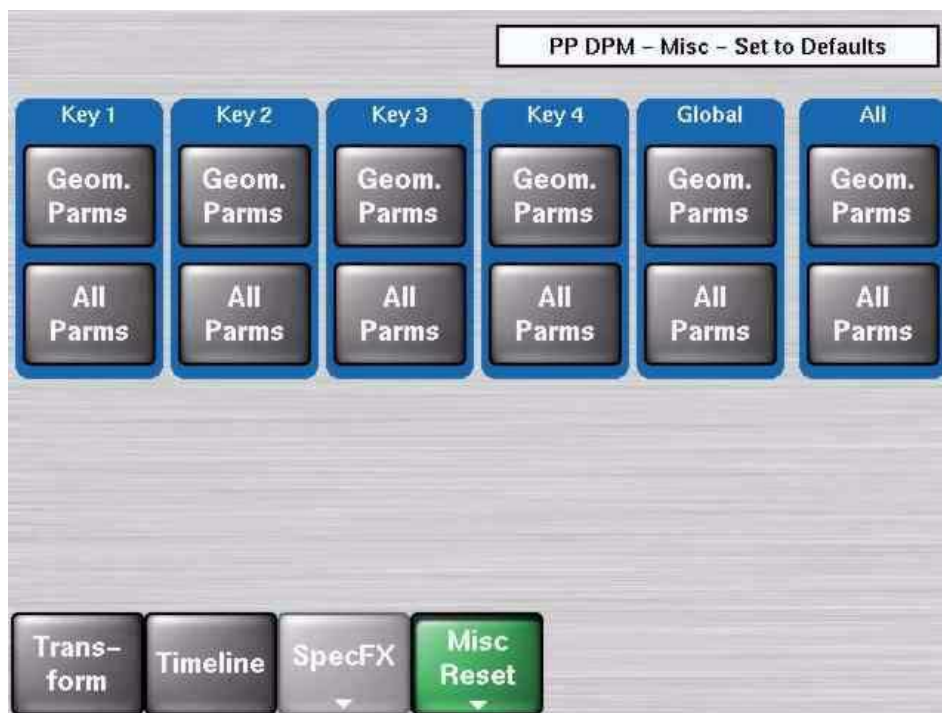 PP DPM – Misc – Set to Defaults
Key 1 Key 2 Key 3 Key 4 Global All
Geom. Geom. Geom. Geom. Geom. Geom.
Parms Parms Parms Parms Parms Parms
All All All All All All
Parms Parms Parms Parms Parms Parms
Trans–
form
Timeline
SpecFX
Misc
Reset